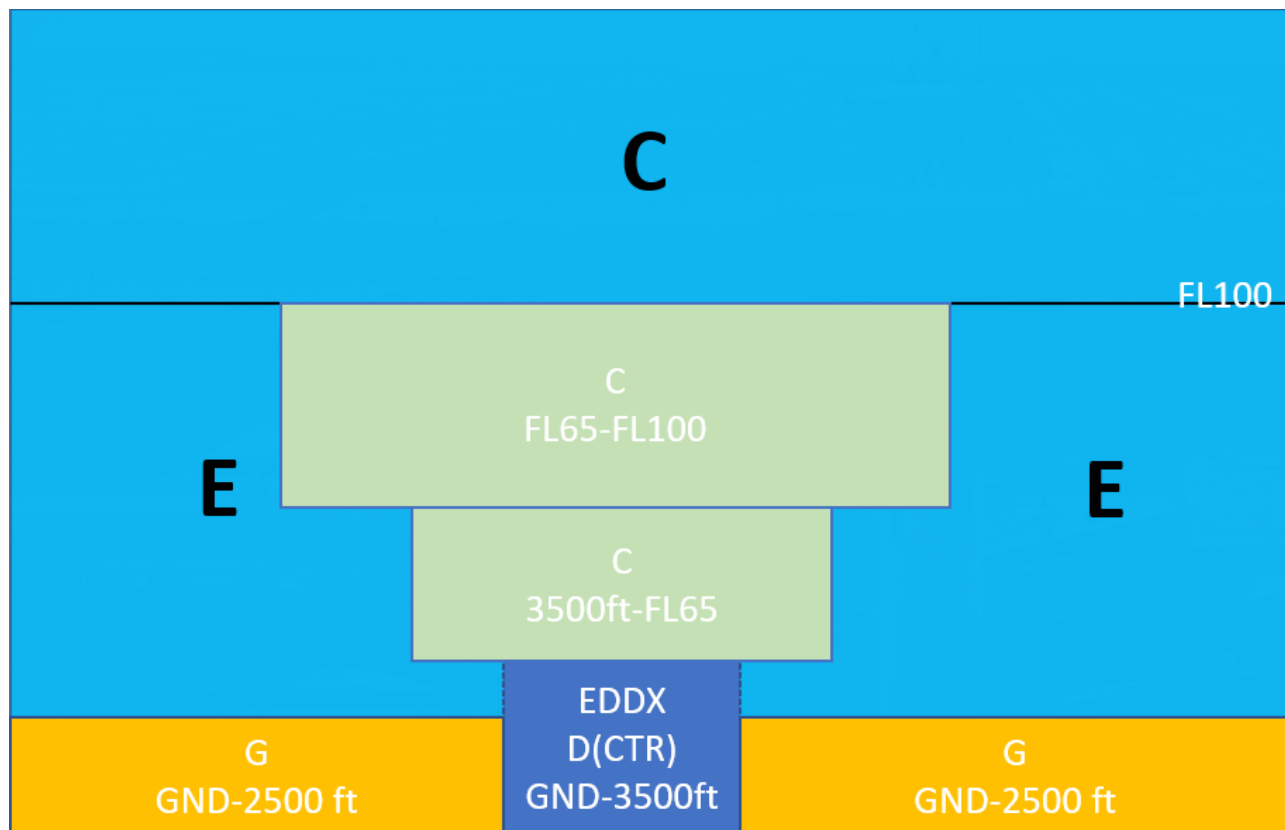 C
FL100
C
FL65-FL100
E
E
C
3500ft-FL65
EDDX
D(CTR)
GND-3500ft
G
GND-2500 ft
G
GND-2500 ft